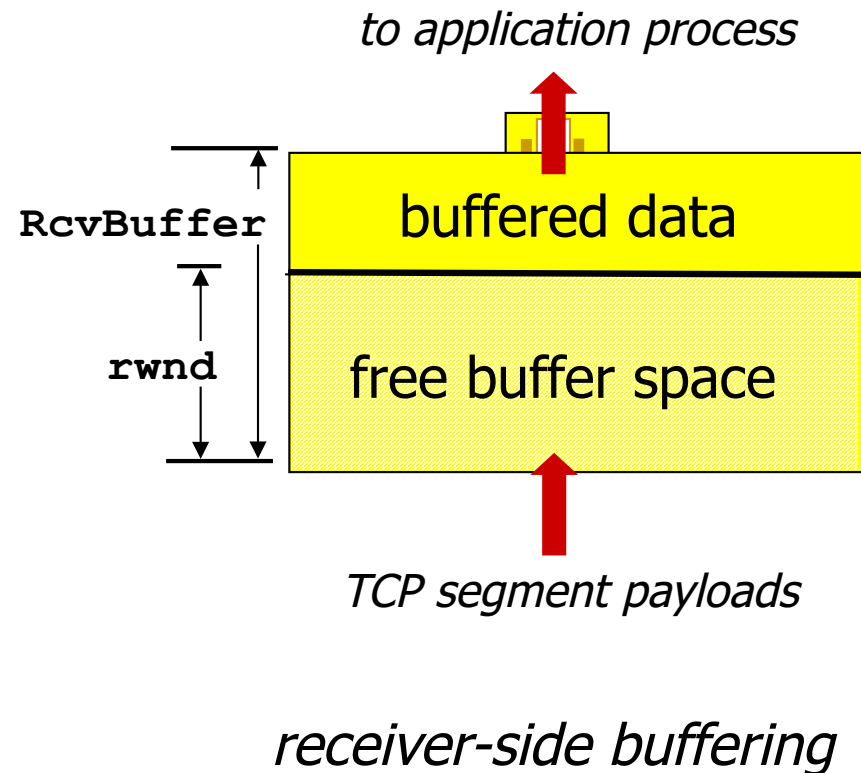 to application process
RcvBuffer
buffered data
rwnd
free buffer space
TCP segment payloads
receiver-side buffering